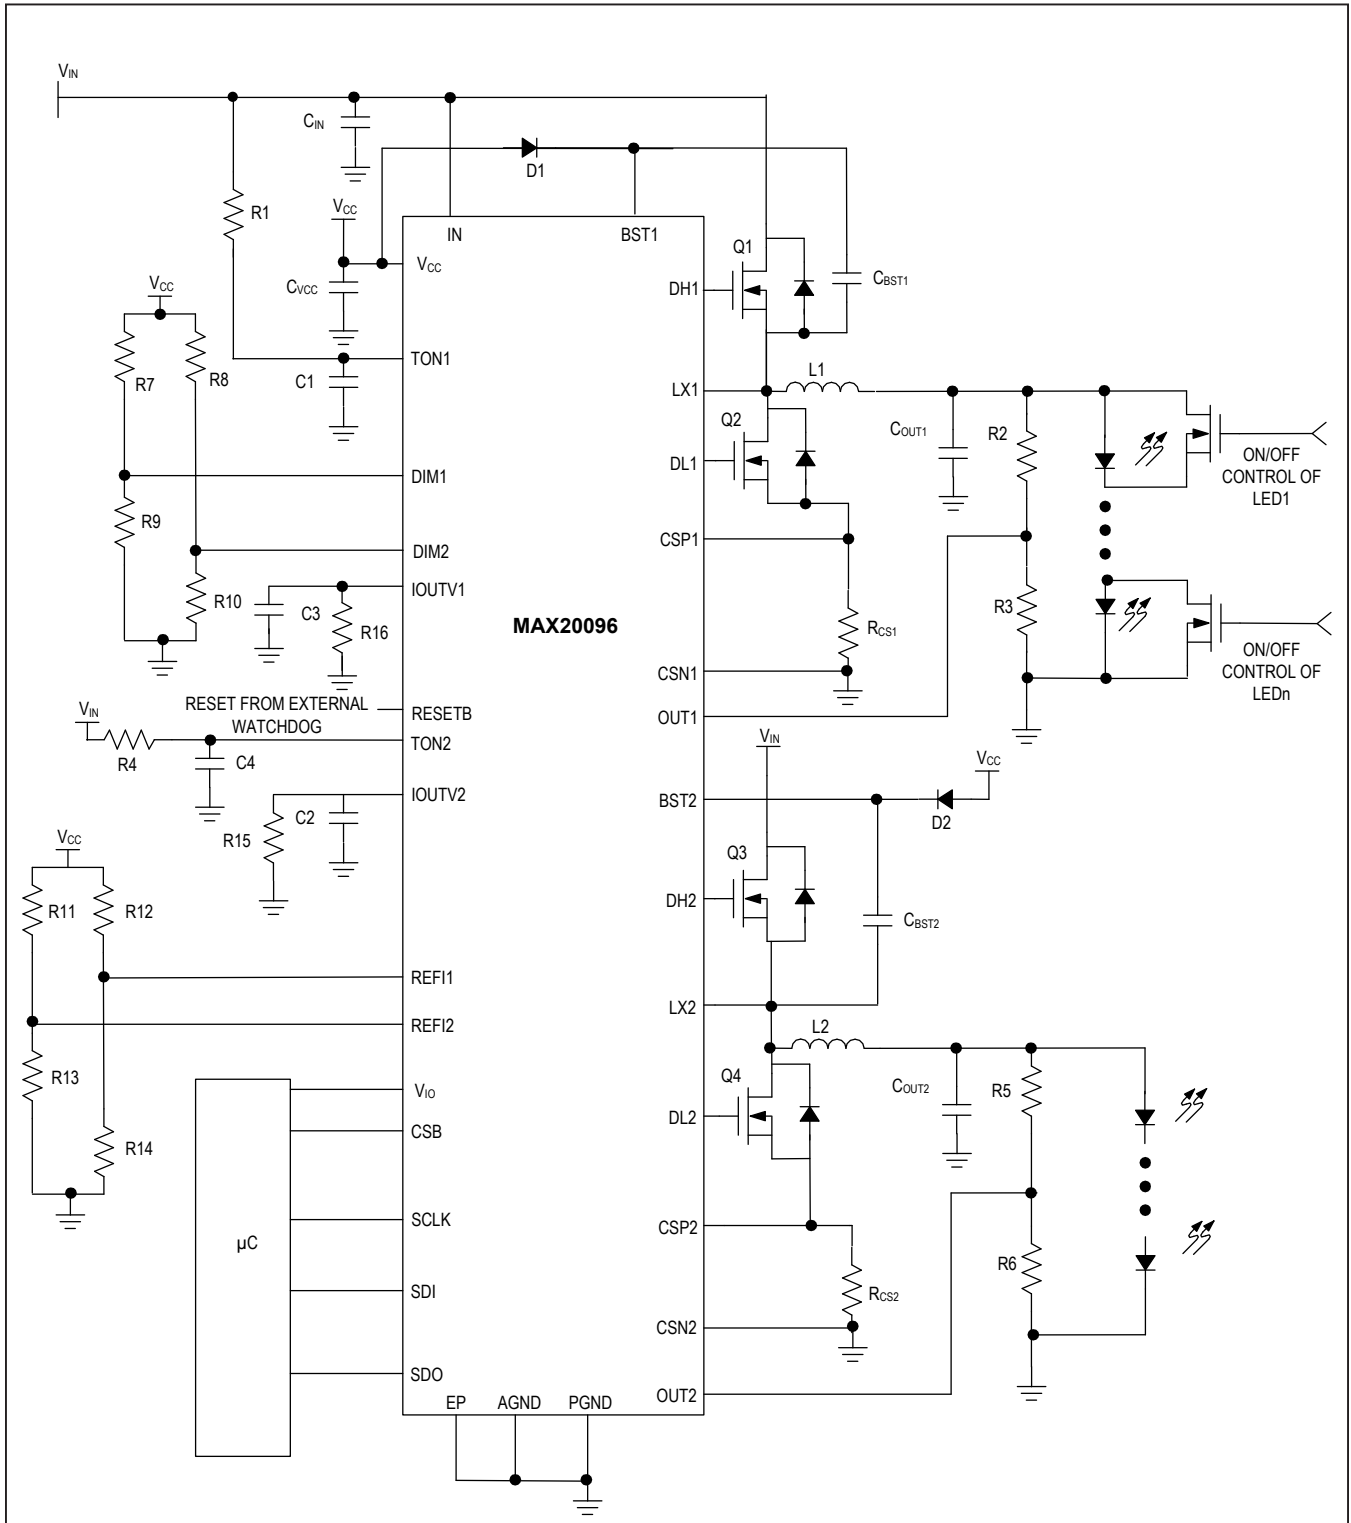 VIN
CIN
D1
R1
VCC
IN
BST1
Q1
VCC
DH1
CBST1
CVCC
VCC
R7
R8
TON1
C1
L1
LX1
Q2
COUT1
R2
DL1
ON/OFF
CONTROL OF
LED1
DIM1
R9
CSP1
DIM2
IOUTV1
R10
C3
R16
MAX20096
R3
RCS1
CSN1
ON/OFF
CONTROL OF
LEDn
RESET FROM EXTERNAL
WATCHDOG
RESETB
OUT1
VIN
TON2
R4
C4
VIN
VCC
IOUTV2
BST2
D2
C2
R15
VCC
Q3
R11
R12
DH2
CBST2
REFI1
LX2
REFI2
L2
R13
Q4
COUT2
R5
VIO
DL2
CSB
R14
SCLK
CSP2
µC
R6
SDI
RCS2
CSN2
SDO
OUT2
EP
AGND
PGND